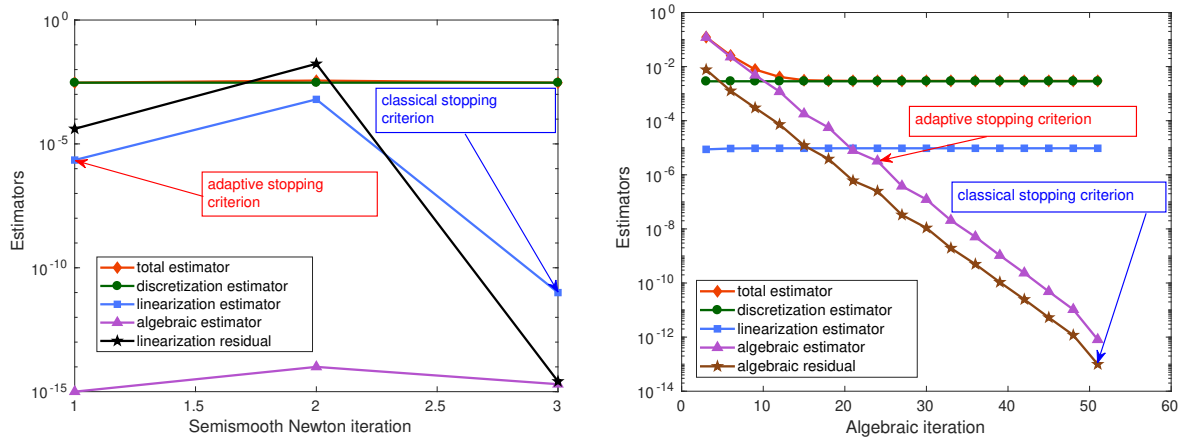 10^0
10^-5
10^-10
10^-15
Estimators
1
1.5
2
2.5
3
Semismooth Newton iteration
classical stopping
criterion
adaptive stopping
criterion
total estimator
discretization estimator
linearization estimator
algebraic estimator
linearization residual
10^0
10^-2
10^-4
10^-6
10^-8
10^-10
10^-12
10^-14
Estimators
0
10
20
30
40
50
60
Algebraic iteration
adaptive stopping criterion
classical stopping criterion
total estimator
discretization estimator
linearization estimator
algebraic estimator
algebraic residual